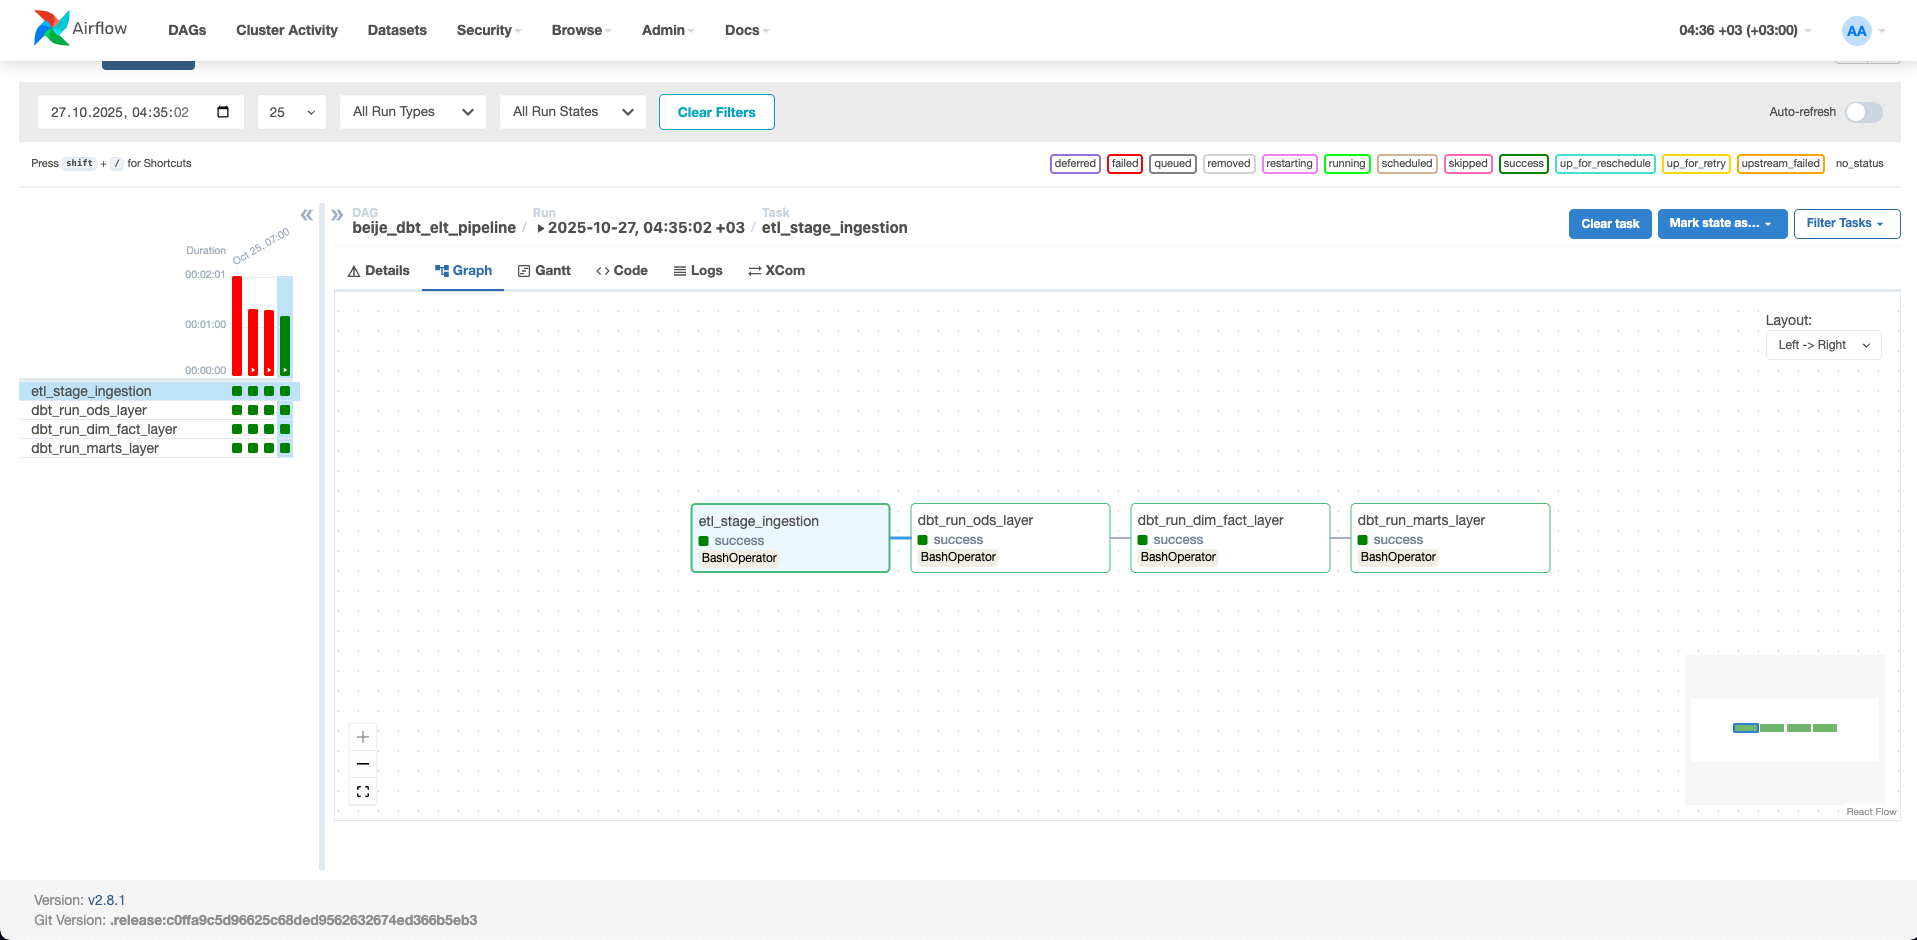 Airflow DAGs Cluster Activity Datasets Security Browse Admin Docs 04:36 +03 (+03:00) AA
27.10.2025, 04:35:02 25 All Run Types All Run States Clear Filters Auto-refresh
Press shift + / for Shortcuts deferred failed queued removed restarting running scheduled skipped success up_for_reschedule up_for_retry upstream_failed no_status
DAG Run Task
beije_dbt_elt_pipeline / 2025-10-27, 04:35:02 +03 / etl_stage_ingestion
Clear task Mark state as... Filter Tasks
Details Graph Gantt Code Logs XCom
Oct 25, 07:00
Duration
00:02:01
00:01:00
00:00:00
etl_stage_ingestion
dbt_run_ods_layer
dbt_run_dim_fact_layer
dbt_run_marts_layer
Layout:
Left -> Right
etl_stage_ingestion
success
BashOperator
dbt_run_ods_layer
success
BashOperator
dbt_run_dim_fact_layer
success
BashOperator
dbt_run_marts_layer
success
BashOperator
React Flow
Version: v2.8.1
Git Version: .release:c0ffa9c5d96625c68ded9562632674ed366b5eb3